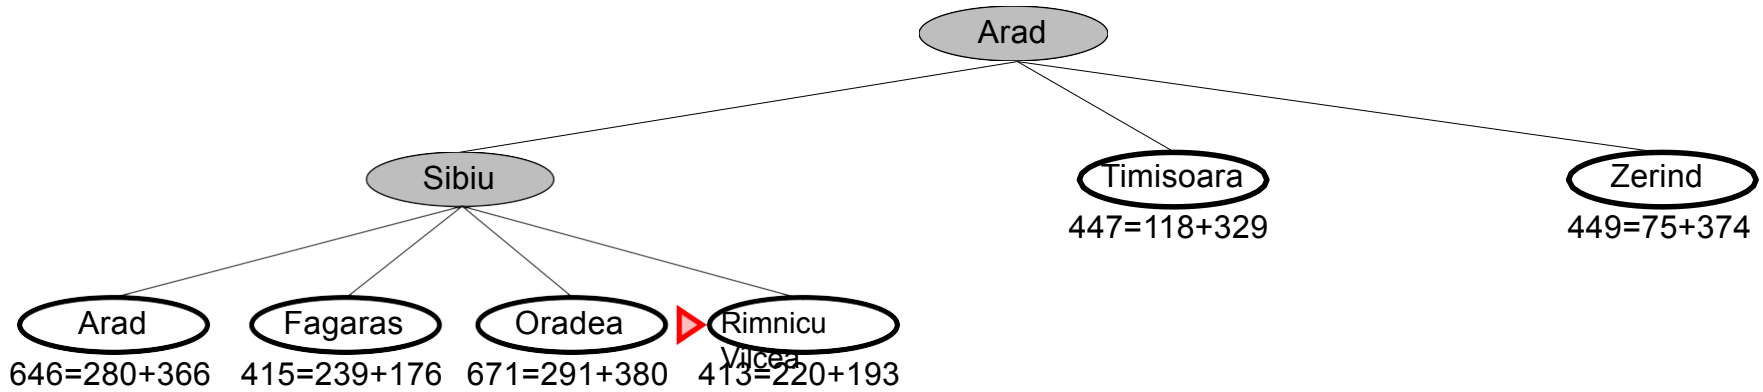 Arad
Sibiu
Timisoara
Zerind
447=118+329
449=75+374
Arad
Fagaras
Oradea
Rimnicu
Vilcea
646=280+366
415=239+176
671=291+380
413=220+193